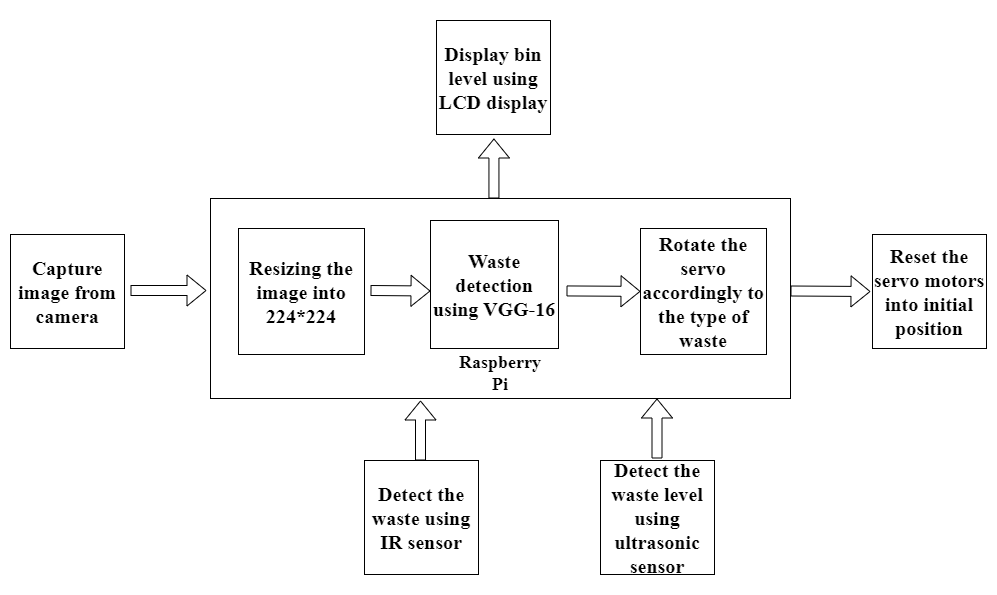 Display bin
level using
LCD display
Capture
image from
camera
Resizing the
image into
224*224
Waste
detection
using VGG-16
Rotate the
servo
accordingly to
the type of
waste
Reset the
servo motors
into initial
position
Raspberry
Pi
Detect the
waste using
IR sensor
Detect the
waste level
using
ultrasonic
sensor